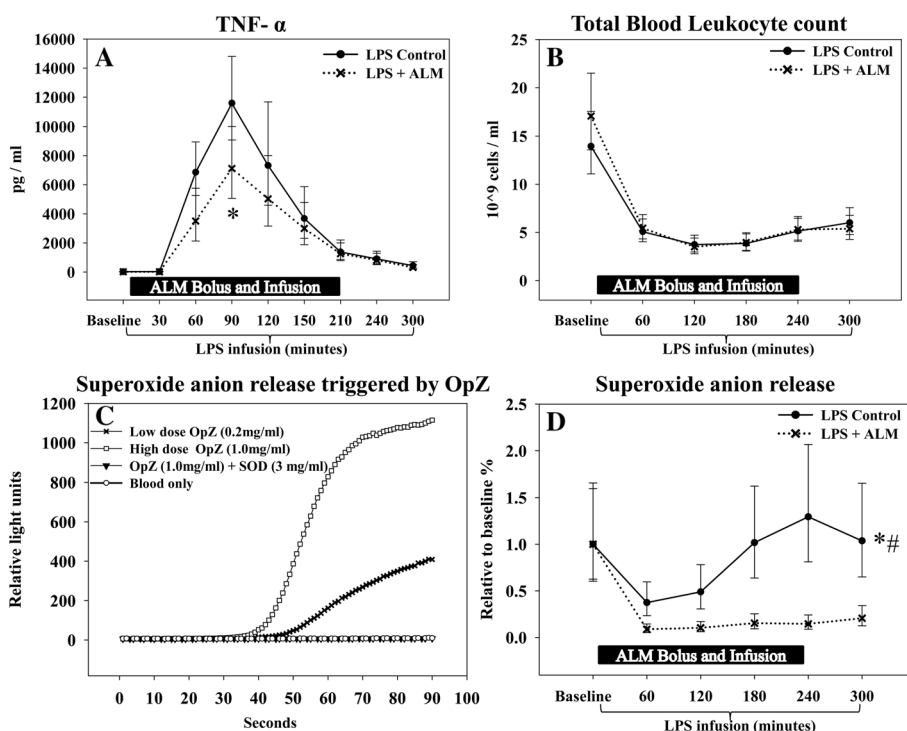 TNF- α
A
LPS Control
LPS + ALM
16000
14000
12000
10000
8000
6000
4000
2000
0
pg / ml
*
ALM Bolus and Infusion
Baseline 30 60 90 120 150 210 240 300
LPS infusion (minutes)
Total Blood Leukocyte count
B
LPS Control
LPS + ALM
25
20
15
10
5
0
10^9 cells / ml
ALM Bolus and Infusion
Baseline 60 120 180 240 300
LPS infusion (minutes)
Superoxide anion release triggered by OpZ
C
Low dose OpZ (0.2mg/ml)
High dose OpZ (1.0mg/ml)
OpZ (1.0mg/ml) + SOD (3 mg/ml)
Blood only
1200
1000
800
600
400
200
0
Relative light units
0 10 20 30 40 50 60 70 80 90
Seconds
Superoxide anion release
D
LPS Control
LPS + ALM
2.5
2.0
1.5
1.0
0.5
0.0
Relative to baseline %
*#
ALM Bolus and Infusion
Baseline 60 120 180 240 300
LPS infusion (minutes)